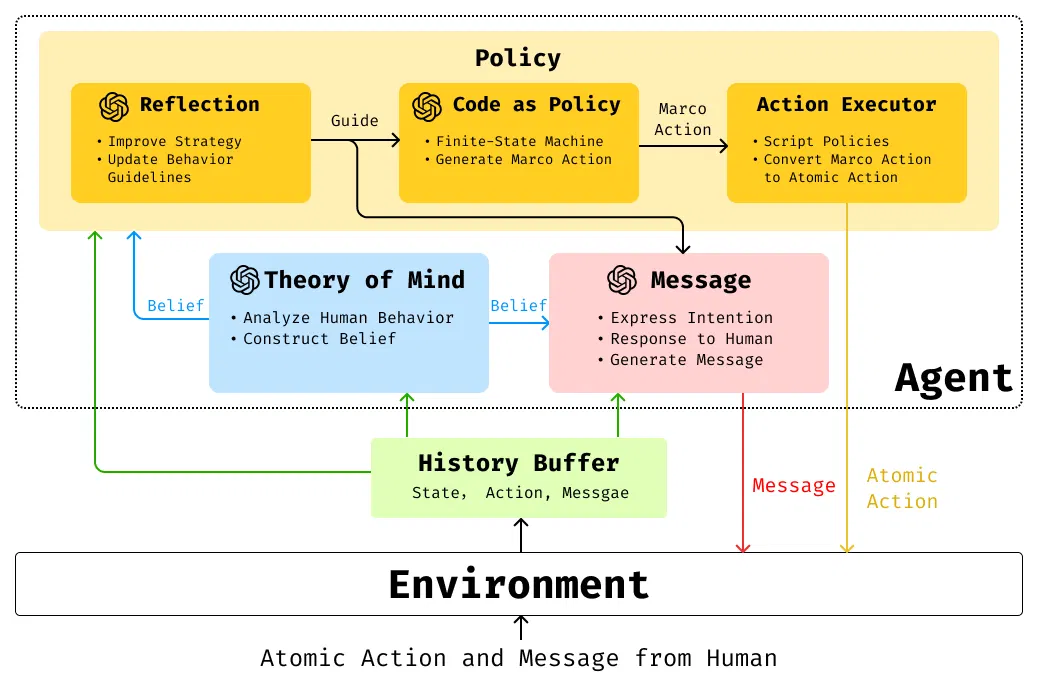 Policy
Reflection
• Improve Strategy
• Update Behavior
Guidelines
Guide
Code as Policy
• Finite-State Machine
• Generate Marco Action
Marco
Action
Action Executor
• Script Policies
• Convert Marco Action
to Atomic Action
Belief
Theory of Mind
• Analyze Human Behavior
• Construct Belief
Belief
Message
• Express Intention
• Response to Human
• Generate Message
Agent
History Buffer
State, Action, Messgae
Message
Atomic
Action
Environment
Atomic Action and Message from Human